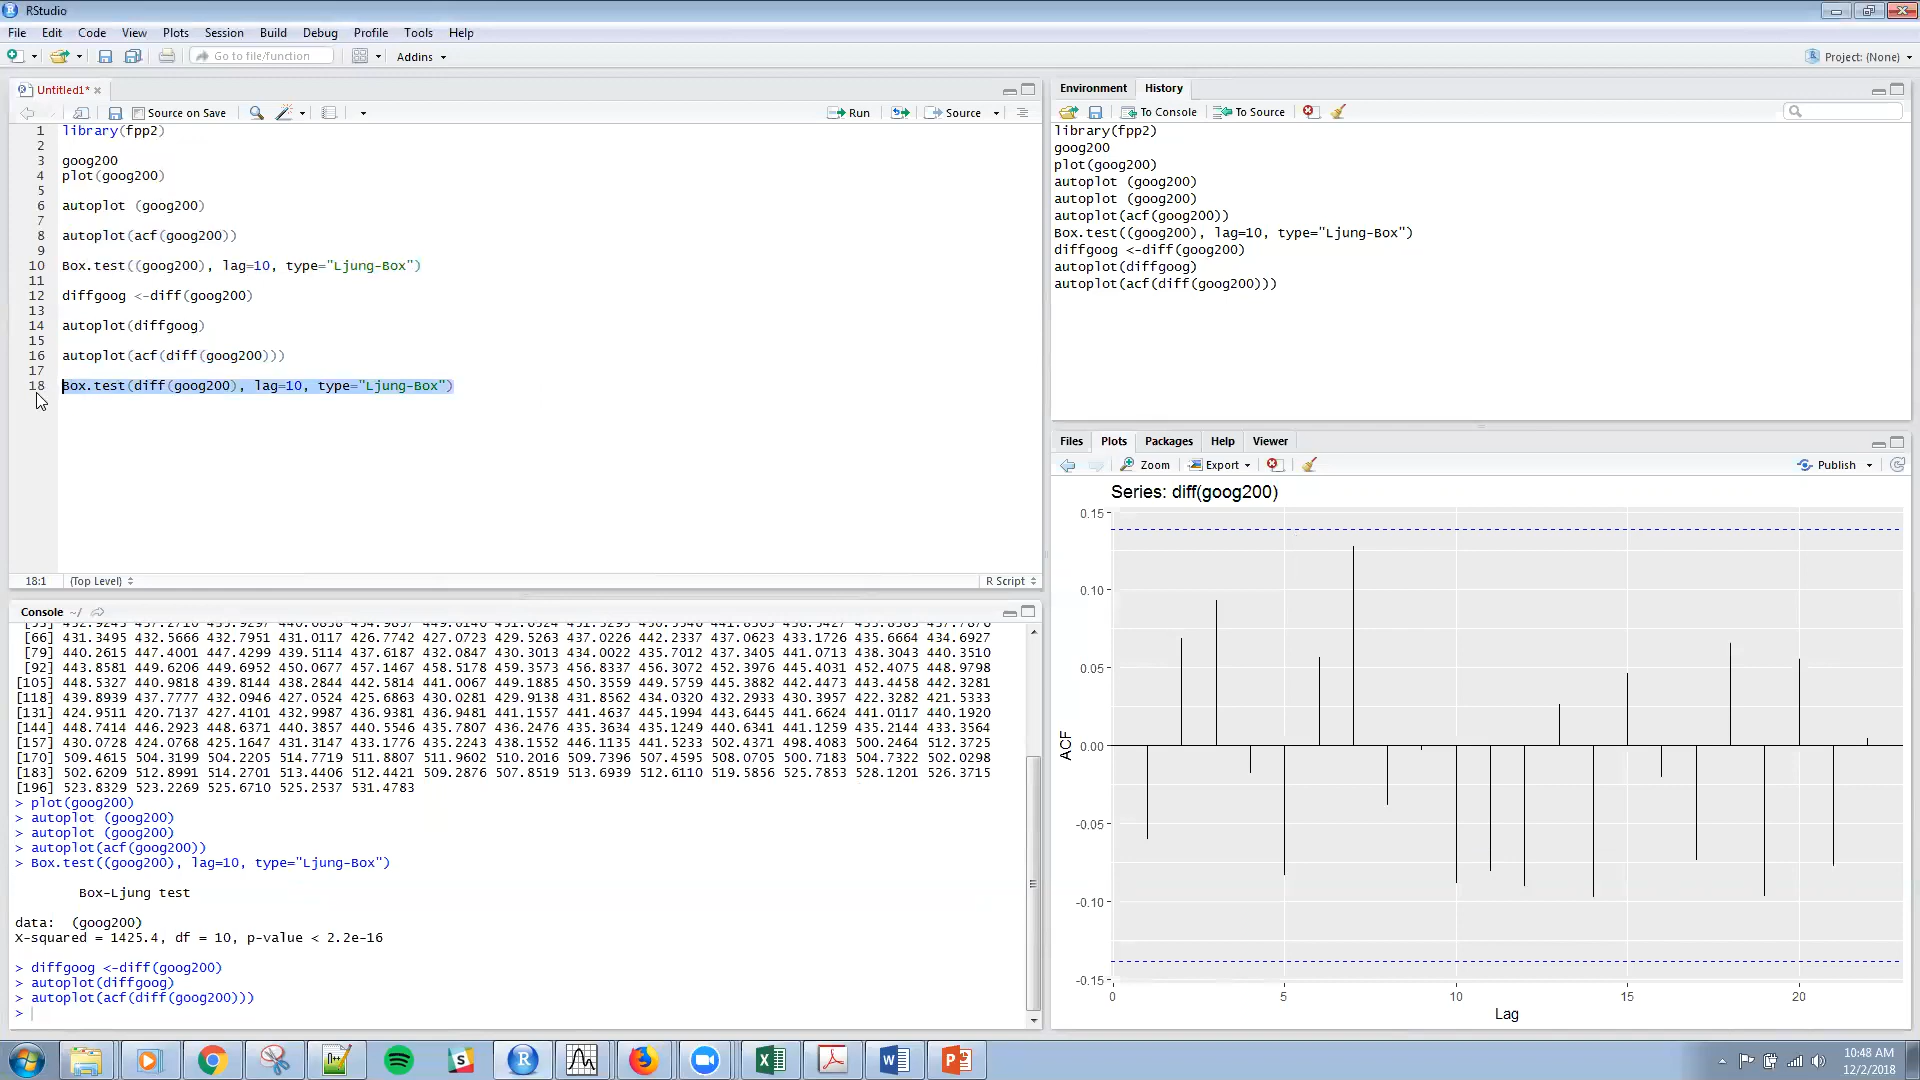 RStudio
File Edit Code View Plots Session Build Debug Profile Tools Help
Go to file/function Addins Project: (None)
Untitled1*
Source on Save Run Source
1 library(fpp2)
2
3 goog200
4 plot(goog200)
5
6 autoplot (goog200)
7
8 autoplot(acf(goog200))
9
10 Box.test((goog200), lag=10, type="Ljung-Box")
11
12 diffgoog <-diff(goog200)
13
14 autoplot(diffgoog)
15
16 autoplot(acf(diff(goog200)))
17
18 Box.test(diff(goog200), lag=10, type="Ljung-Box")
18:1 (Top Level) R Script
Console ~/
[66] 431.3495 432.5666 432.7951 431.0117 426.7742 427.0723 429.5263 437.0226 442.2337 437.0623 433.1726 435.6664 434.6927
[79] 440.2615 447.4001 447.4299 439.5114 437.6187 432.0847 430.3013 434.0022 435.7012 437.3405 441.0713 438.3043 440.3510
[92] 443.8581 449.6206 449.6952 450.0677 457.1467 458.5178 459.3573 456.8337 456.3072 452.3976 445.4031 452.4075 448.9798
[105] 448.5327 440.9818 439.8144 438.2844 442.5814 441.0067 449.1885 450.3559 449.5759 445.3882 442.4473 443.4458 442.3281
[118] 439.8939 437.7777 432.0946 427.0524 425.6863 430.0281 429.9138 431.8562 434.0320 432.2933 430.3957 422.3282 421.5333
[131] 424.9511 420.7137 427.4101 432.9987 436.9381 436.9481 441.1557 441.4637 445.1994 443.6445 441.6624 441.0117 440.1920
[144] 448.7414 446.2923 448.6371 440.3857 440.5546 435.7807 436.2476 435.3634 435.1249 440.6341 441.1259 435.2144 433.3564
[157] 430.0728 424.0768 425.1647 431.3147 433.1776 435.2243 438.1552 446.1135 441.5233 502.4371 498.4083 500.2464 512.3725
[170] 509.4615 504.3199 504.2205 514.7719 511.8807 511.9602 510.2016 509.7396 507.4595 508.0705 500.7183 504.7322 502.0298
[183] 502.6209 512.8991 514.2701 513.4406 512.4421 509.2876 507.8519 513.6939 512.6110 519.5856 525.7853 528.1201 526.3715
[196] 523.8329 523.2269 525.6710 525.2537 531.4783
> plot(goog200)
> autoplot (goog200)
> autoplot (goog200)
> autoplot(acf(goog200))
> Box.test((goog200), lag=10, type="Ljung-Box")
Box-Ljung test
data: (goog200)
X-squared = 1425.4, df = 10, p-value < 2.2e-16
> diffgoog <-diff(goog200)
> autoplot(diffgoog)
> autoplot(acf(diff(goog200)))
>
Environment History
To Console To Source
library(fpp2)
goog200
plot(goog200)
autoplot (goog200)
autoplot (goog200)
autoplot(acf(goog200))
Box.test((goog200), lag=10, type="Ljung-Box")
diffgoog <-diff(goog200)
autoplot(diffgoog)
autoplot(acf(diff(goog200)))
Files Plots Packages Help Viewer
Zoom Export Publish
Series: diff(goog200)
0.15
0.10
0.05
0.00
-0.05
-0.10
-0.15
ACF
0 5 10 15 20
Lag
10:48 AM
12/2/2018